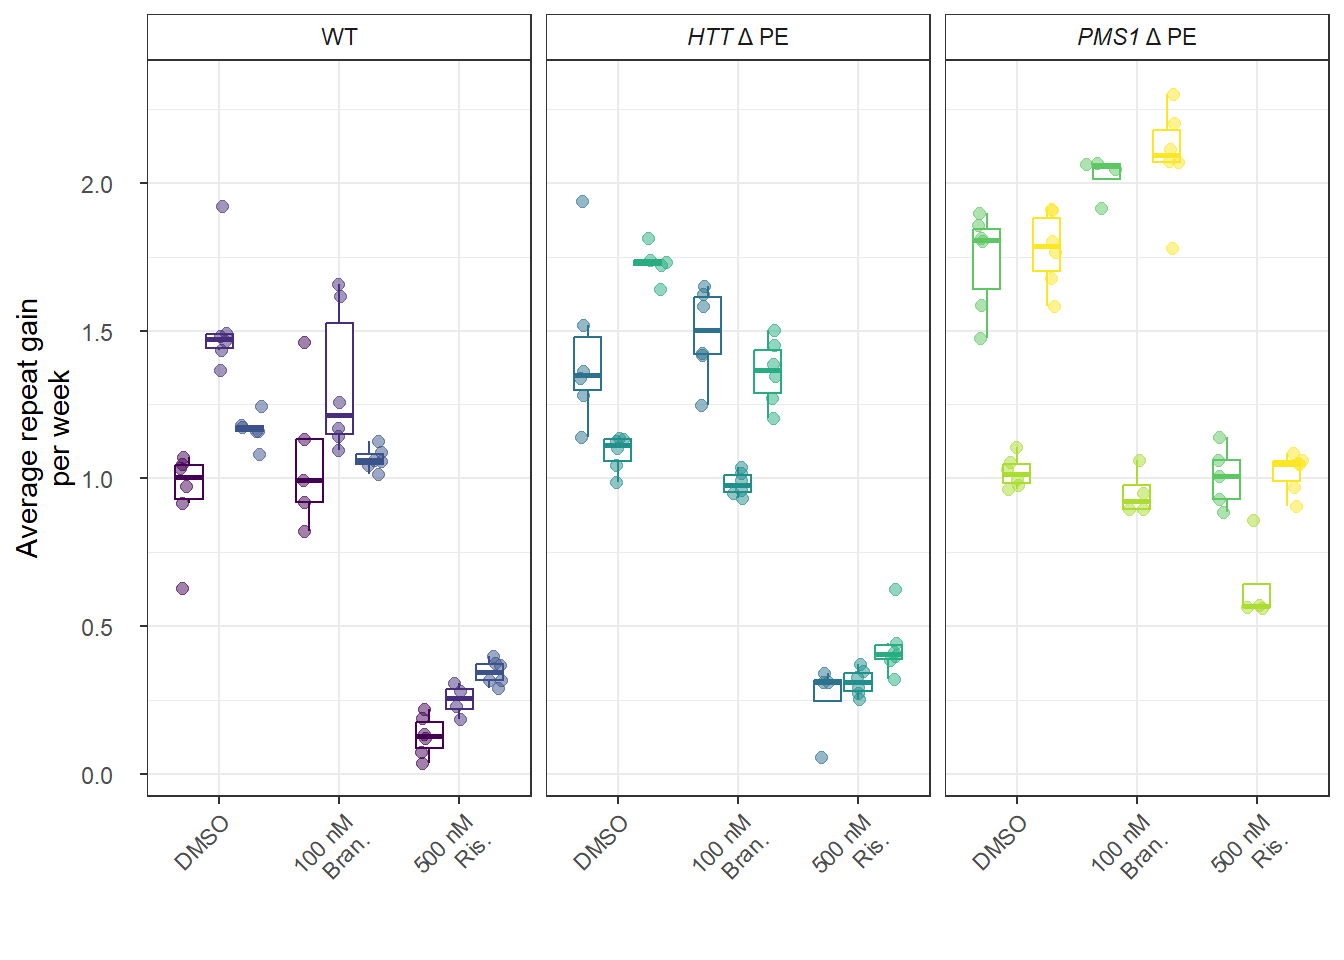 WT
HTT Δ PE
PMS1 Δ PE
Average repeat gain
per week
2.0
1.5
1.0
0.5
0.0
DMSO
100 nM
Bran.
500 nM
Ris.
DMSO
100 nM
Bran.
500 nM
Ris.
DMSO
100 nM
Bran.
500 nM
Ris.